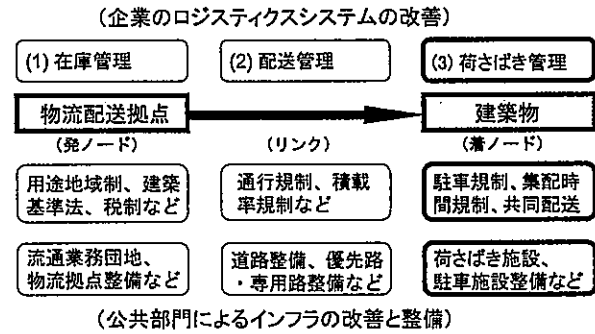 (企業のロジスティクスシステムの改善)
(1) 在庫管理
(2) 配送管理
(3) 荷さばき管理
物流配送拠点
建築物
(発ノード)
(リンク)
(着ノード)
用途地域制、建築
基準法、税制など
通行規制、積載
率規制など
駐車規制、集配時
間規制、共同配送
流通業務団地、
物流拠点整備など
道路整備、優先路
・専用路整備など
荷さばき施設、
駐車施設整備など
(公共部門によるインフラの改善と整備)